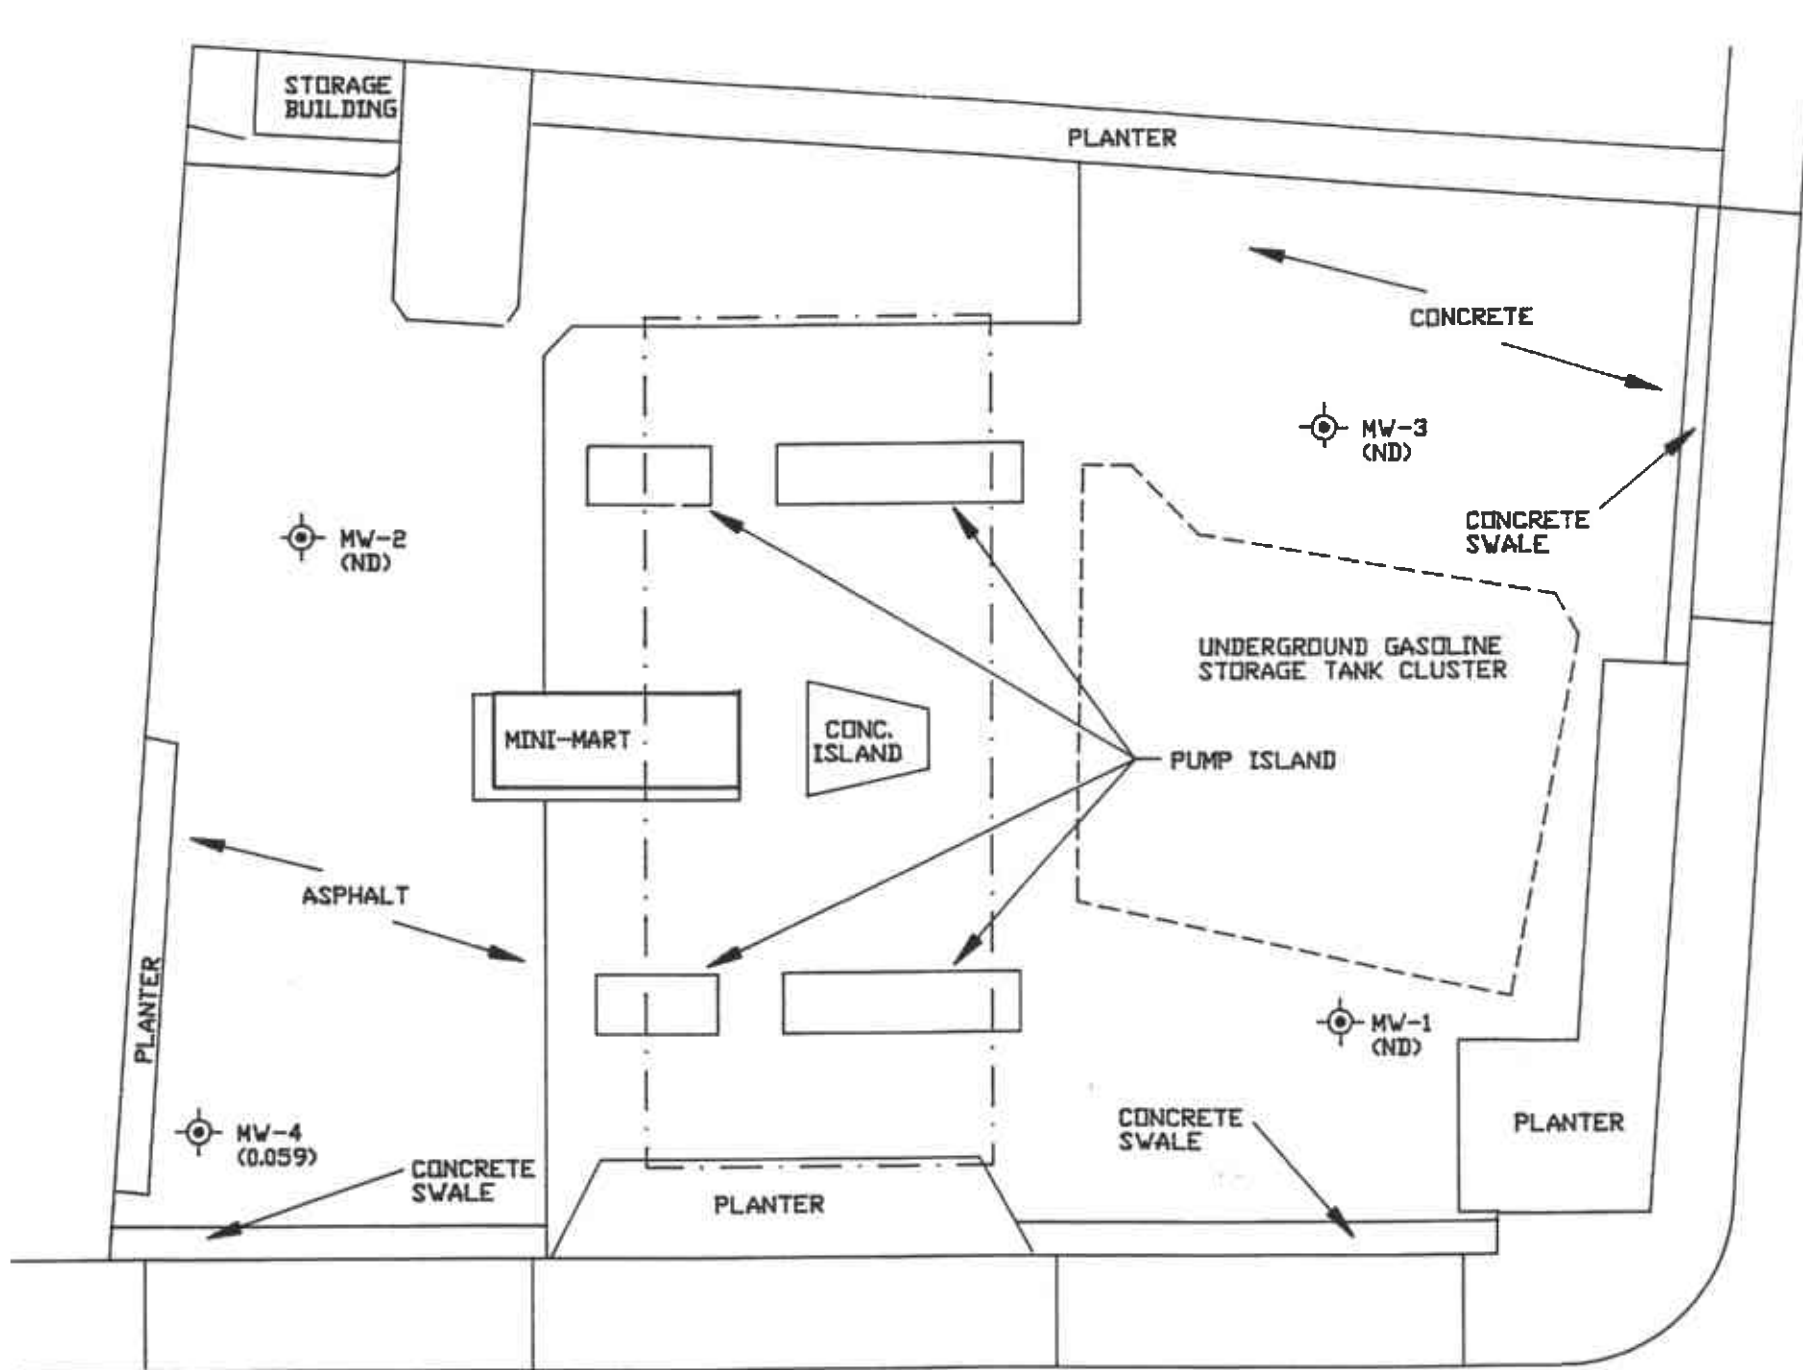 STORAGE
BUILDING
PLANTER
CONCRETE
MW-3
(ND)
CONCRETE
SWALE
MW-2
(ND)
UNDERGROUND GASOLINE
STORAGE TANK CLUSTER
MINI-MART
CONC.
ISLAND
PUMP ISLAND
ASPHALT
PLANTER
MW-1
(ND)
MW-4
(0.059)
CONCRETE
SWALE
PLANTER
CONCRETE
SWALE
PLANTER